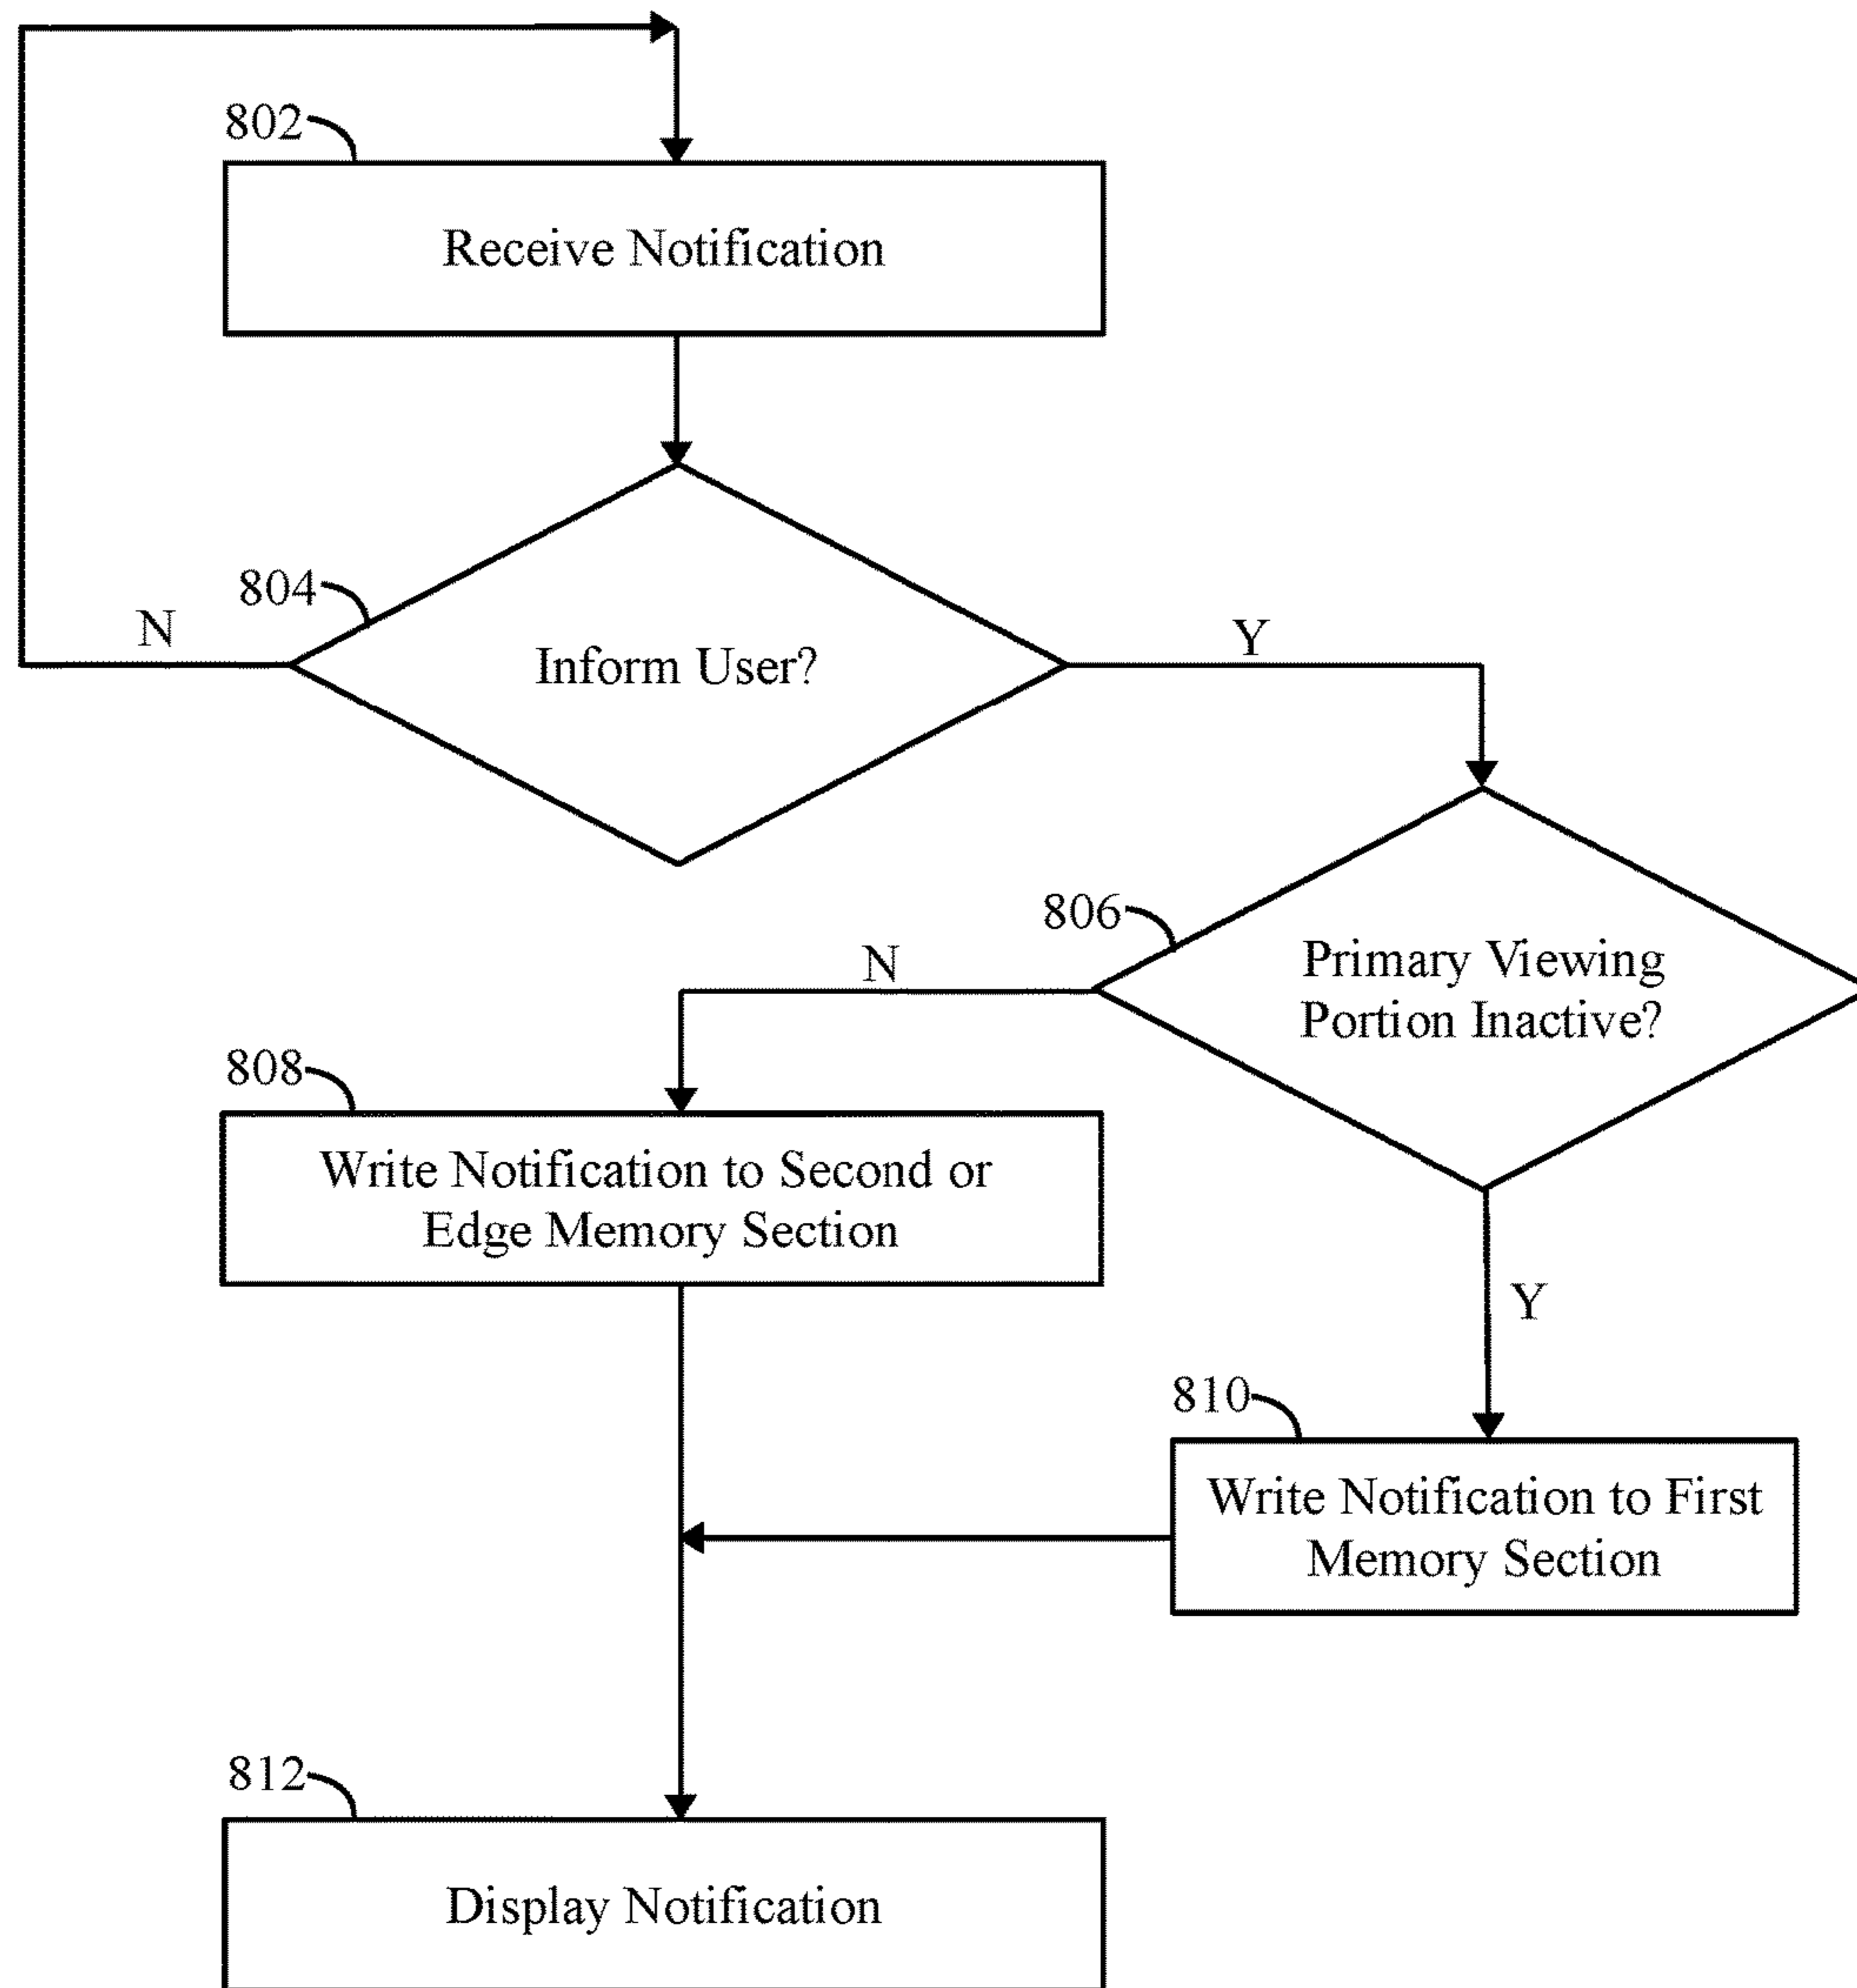 802
Receive Notification
804
N
Inform User?
Y
806
N
Primary Viewing
Portion Inactive?
808
Write Notification to Second or
Edge Memory Section
Y
810
Write Notification to First
Memory Section
812
Display Notification